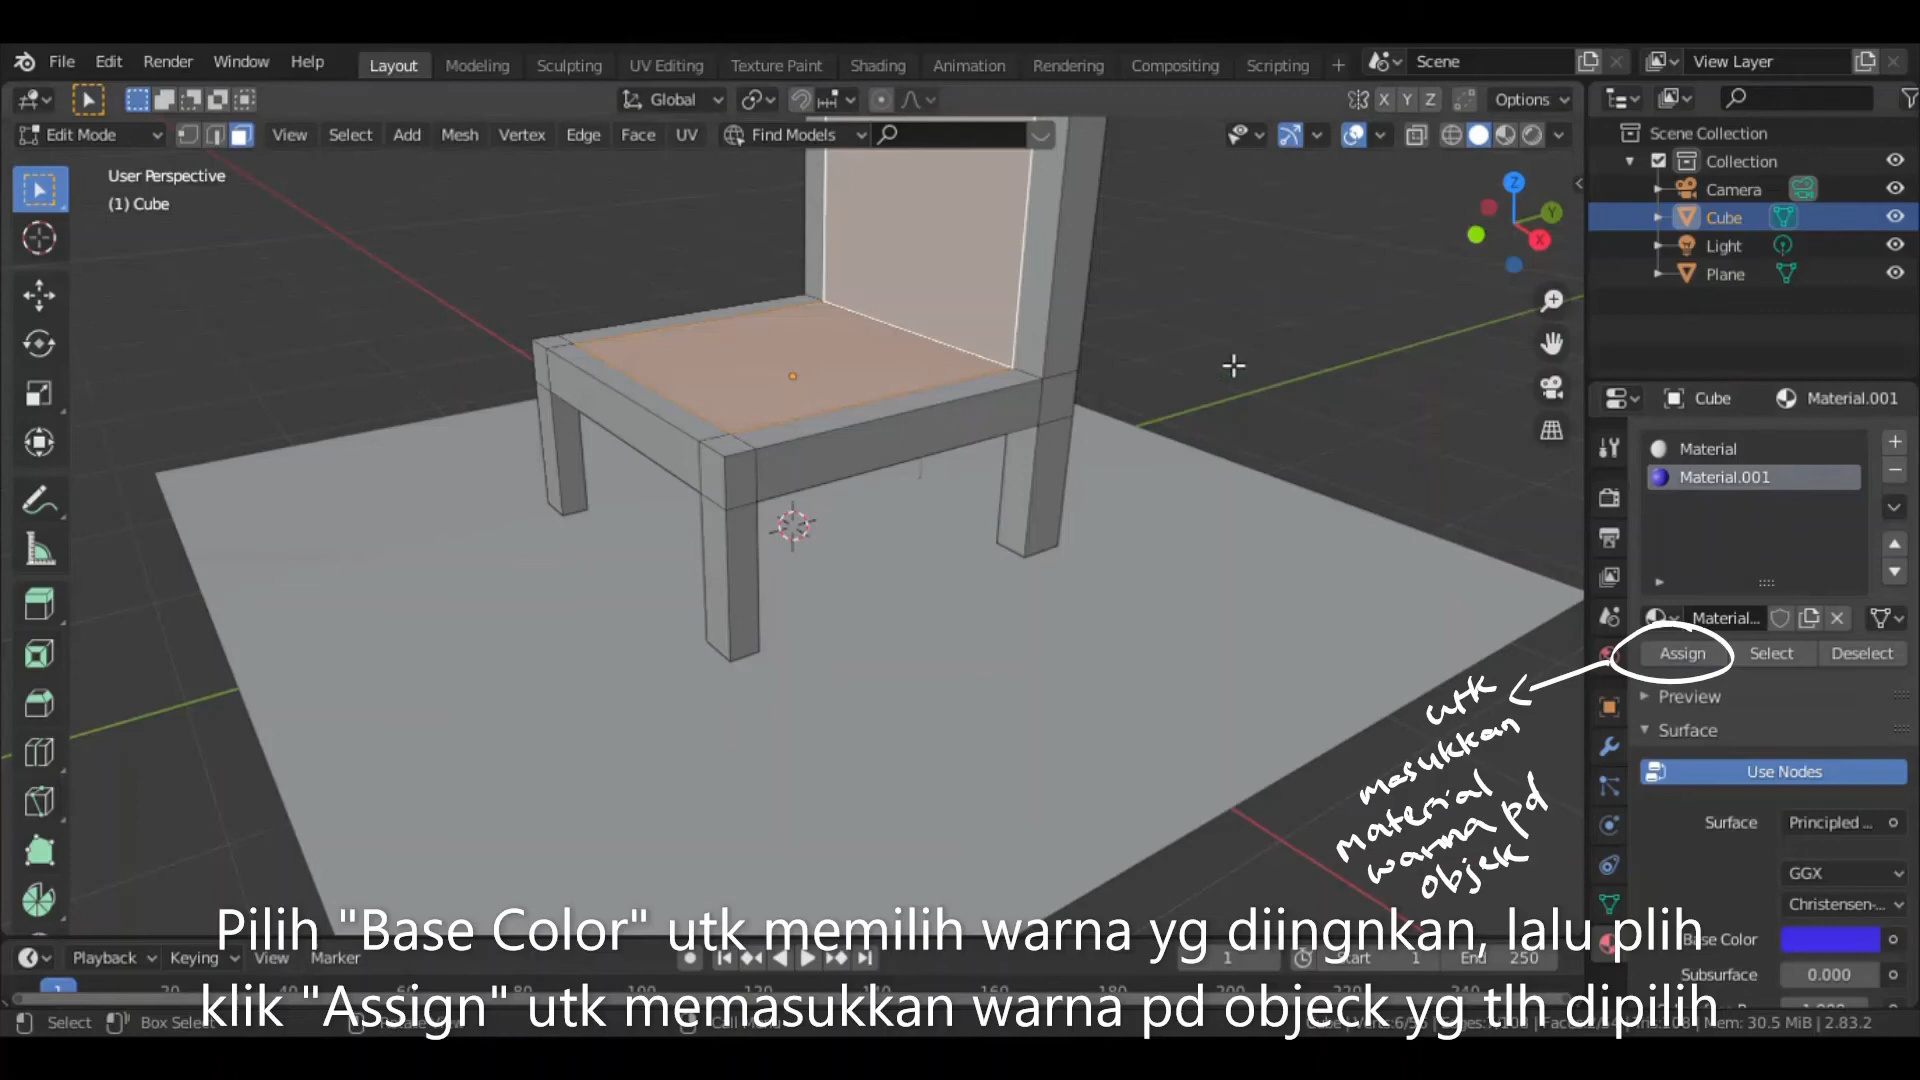 File Edit Render Window Help Layout Modeling Sculpting UV Editing Texture Paint Shading Animation Rendering Compositing Scripting + Scene View Layer
Global X Y Z Options
Edit Mode View Select Add Mesh Vertex Edge Face UV Find Models
User Perspective
(1) Cube
Z
Y
X
Scene Collection
Collection
Camera
Cube
Light
Plane
Cube Material.001
Material
Material.001
Material...
Assign Select Deselect
Preview
Surface
Use Nodes
Surface Principled ...
GGX
Christensen-...
Base Color
Subsurface 0.000
utk
masukkan
material
warna pd
objek
Pilih "Base Color" utk memilih warna yg diingnkan, lalu plih
klik "Assign" utk memasukkan warna pd objeck yg tlh dipilih
Playback Keying View Marker 1 Start 1 End 250
1
Select Box Select
Mem: 30.5 MiB | 2.83.2